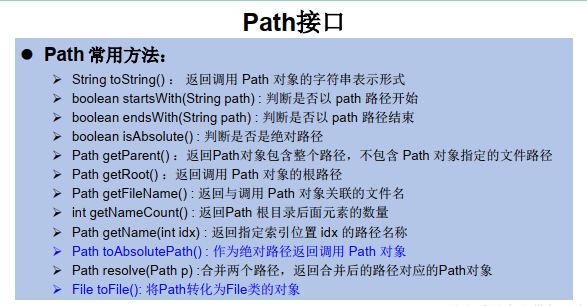 Path接口
● Path 常用方法：
➢ String toString() ： 返回调用 Path 对象的字符串表示形式
➢ boolean startsWith(String path) : 判断是否以 path 路径开始
➢ boolean endsWith(String path) : 判断是否以 path 路径结束
➢ boolean isAbsolute() : 判断是否是绝对路径
➢ Path getParent() ：返回Path对象包含整个路径，不包含 Path 对象指定的文件路径
➢ Path getRoot() ：返回调用 Path 对象的根路径
➢ Path getFileName() : 返回与调用 Path 对象关联的文件名
➢ int getNameCount() : 返回Path 根目录后面元素的数量
➢ Path getName(int idx) : 返回指定索引位置 idx 的路径名称
➢ Path toAbsolutePath() : 作为绝对路径返回调用 Path 对象
➢ Path resolve(Path p) :合并两个路径，返回合并后的路径对应的Path对象
➢ File toFile(): 将Path转化为File类的对象